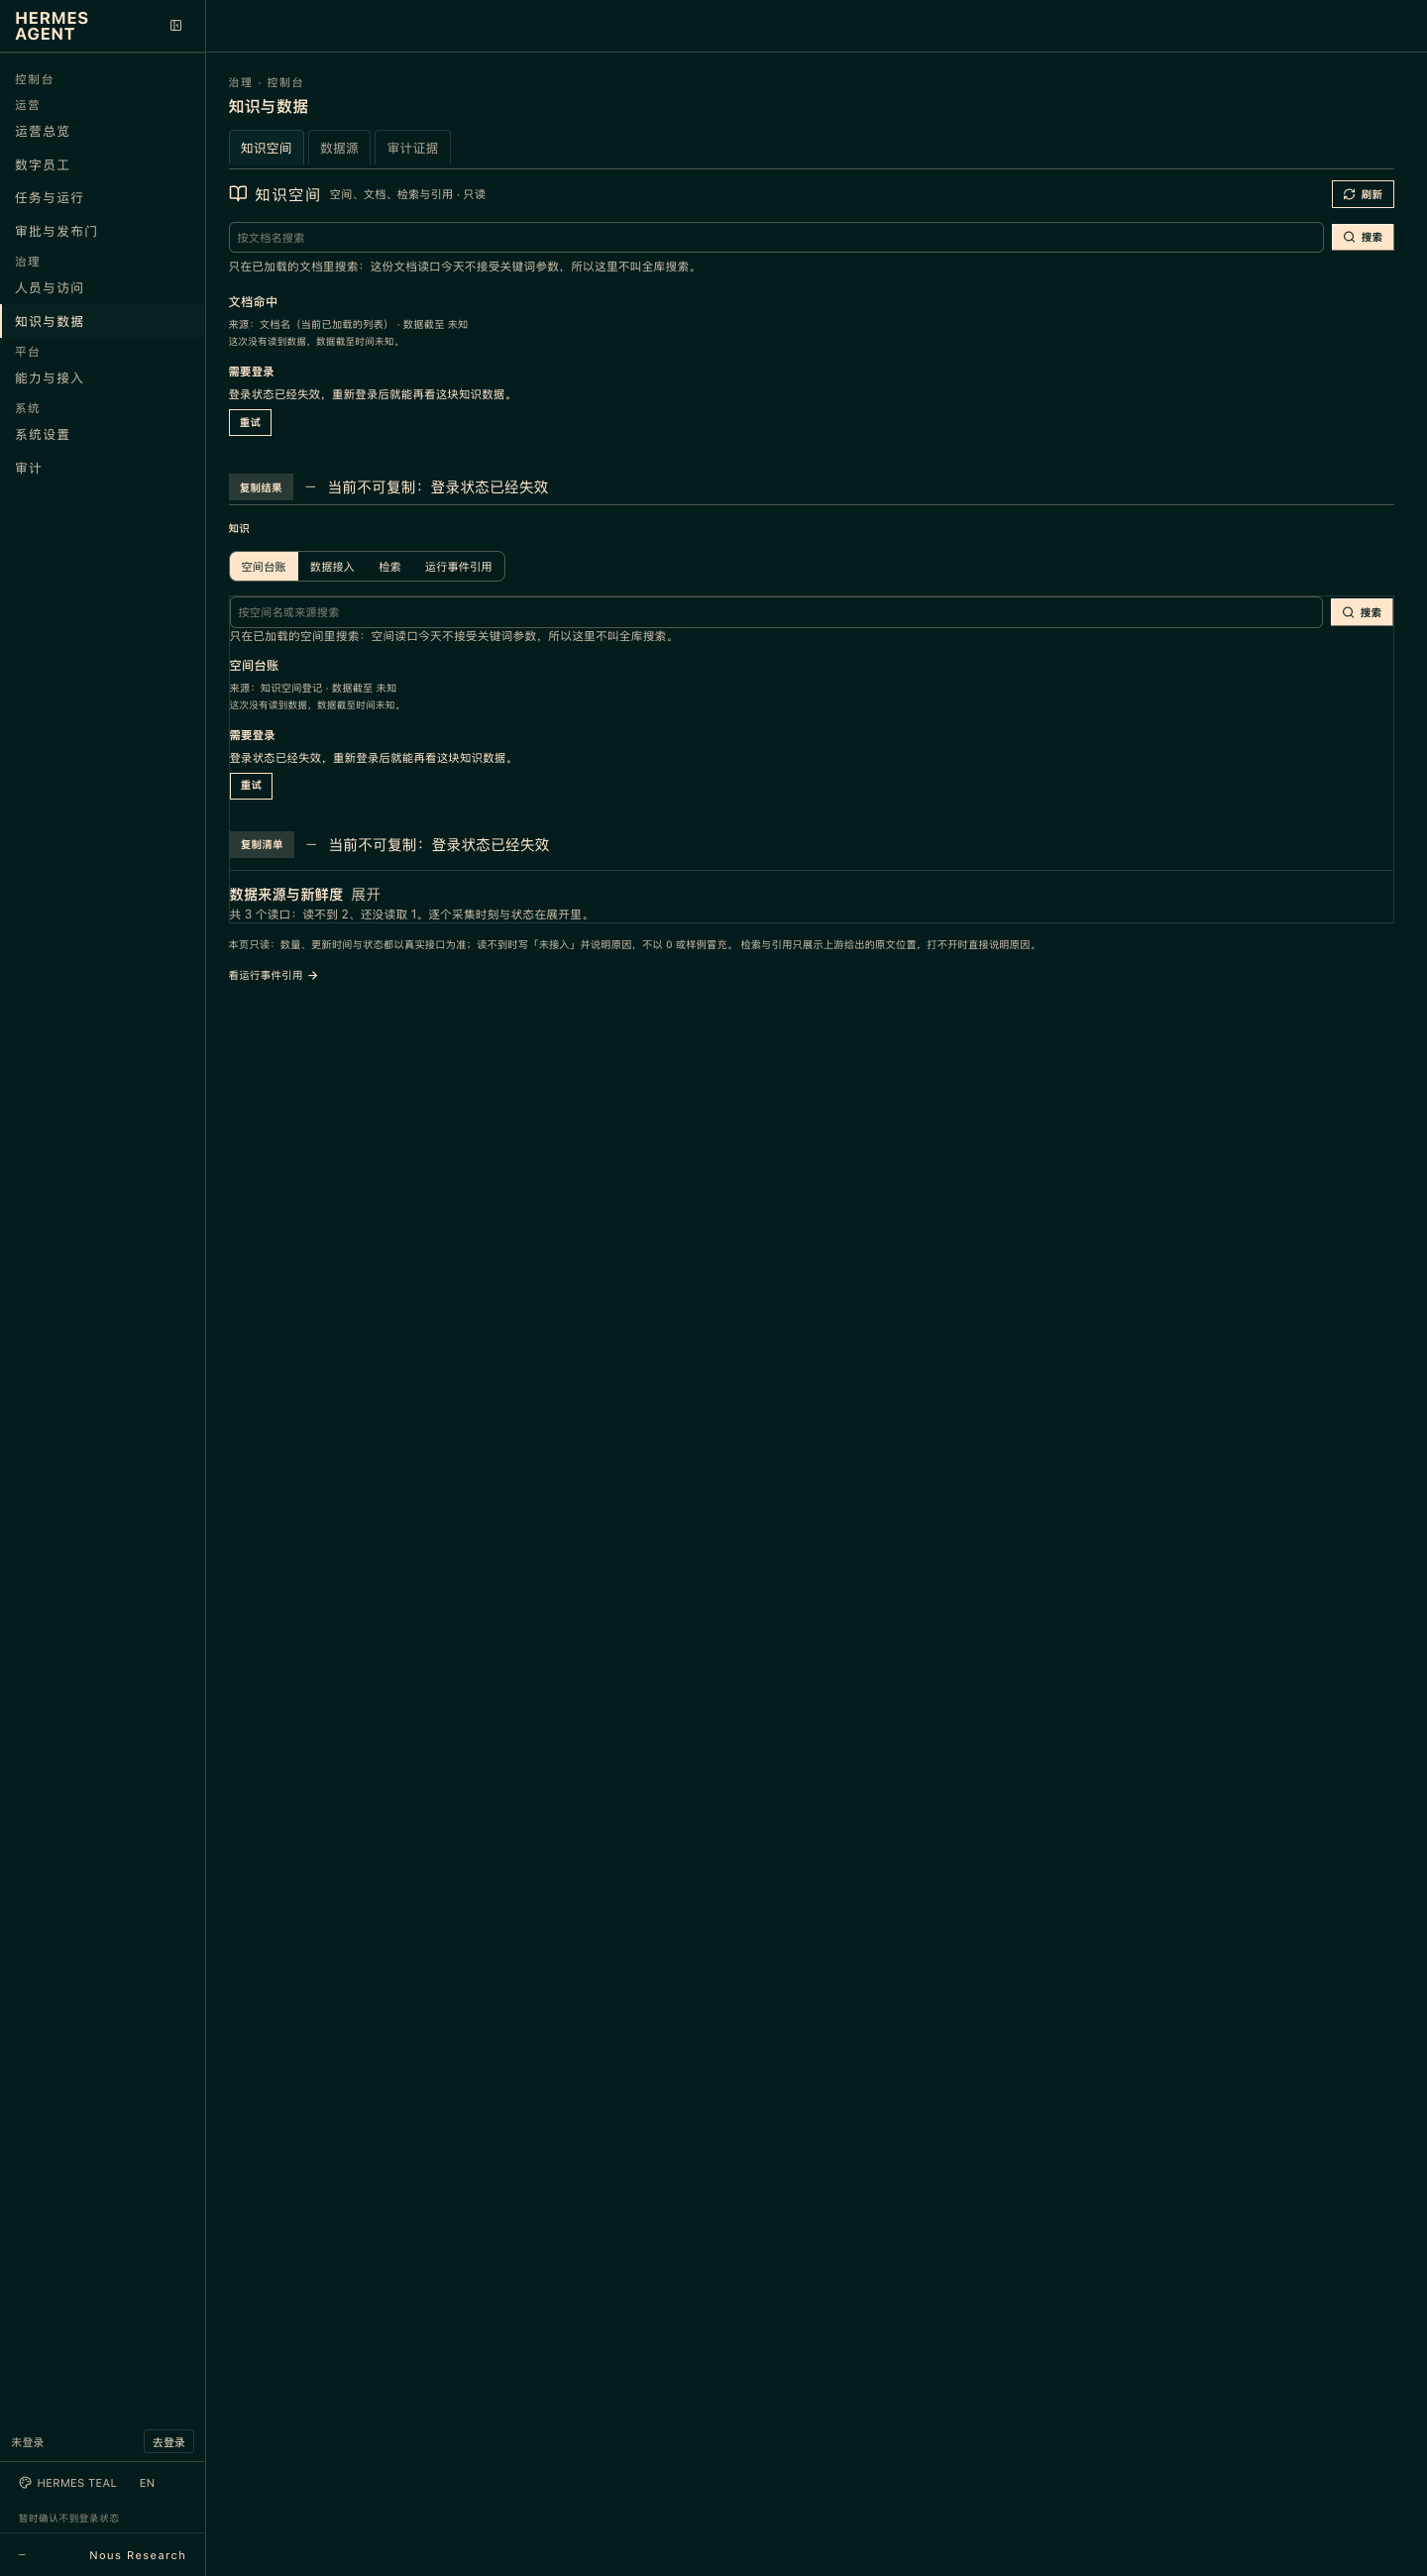 HERMES
AGENT
控制台
运营
运营总览
数字员工
任务与运行
审批与发布门
治理
人员与访问
知识与数据
平台
能力与接入
系统
系统设置
审计
未登录
去登录
HERMES TEAL
EN
暂时确认不到登录状态
—
Nous Research
治理 · 控制台
知识与数据
知识空间
数据源
审计证据
知识空间 空间、文档、检索与引用 · 只读
刷新
按文档名搜索
搜索
只在已加载的文档里搜索：这份文档读口今天不接受关键词参数，所以这里不叫全库搜索。
文档命中
来源：文档名（当前已加载的列表） · 数据截至 未知
这次没有读到数据，数据截至时间未知。
需要登录
登录状态已经失效，重新登录后就能再看这块知识数据。
重试
复制结果 — 当前不可复制：登录状态已经失效
知识
空间台账
数据接入
检索
运行事件引用
按空间名或来源搜索
搜索
只在已加载的空间里搜索：空间读口今天不接受关键词参数，所以这里不叫全库搜索。
空间台账
来源：知识空间登记 · 数据截至 未知
这次没有读到数据，数据截至时间未知。
需要登录
登录状态已经失效，重新登录后就能再看这块知识数据。
重试
复制清单 — 当前不可复制：登录状态已经失效
数据来源与新鲜度 展开
共 3 个读口：读不到 2、还没读取 1。逐个采集时刻与状态在展开里。
本页只读：数量、更新时间与状态都以真实接口为准；读不到时写「未接入」并说明原因，不以 0 或样例冒充。 检索与引用只展示上游给出的原文位置，打不开时直接说明原因。
看运行事件引用 →